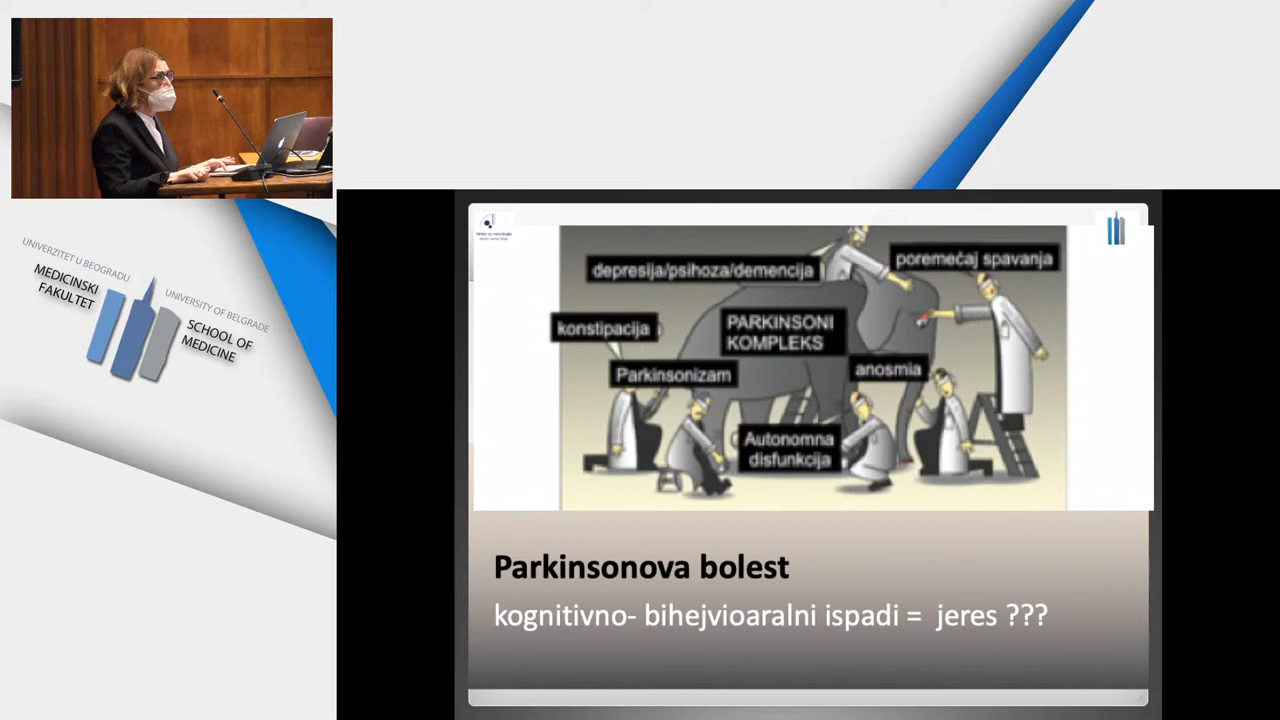 UNIVERZITET U BEOGRADU
MEDICINSKI
FAKULTET
UNIVERSITY OF BELGRADE
SCHOOL OF
MEDICINE
depresija/psihoza/demencija
poremećaj spavanja
konstipacija
PARKINSONI
KOMPLEKS
Parkinsonizam
anosmia
Autonomna
disfunkcija
Parkinsonova bolest
kognitivno- bihejvioaralni ispadi = jeres ???